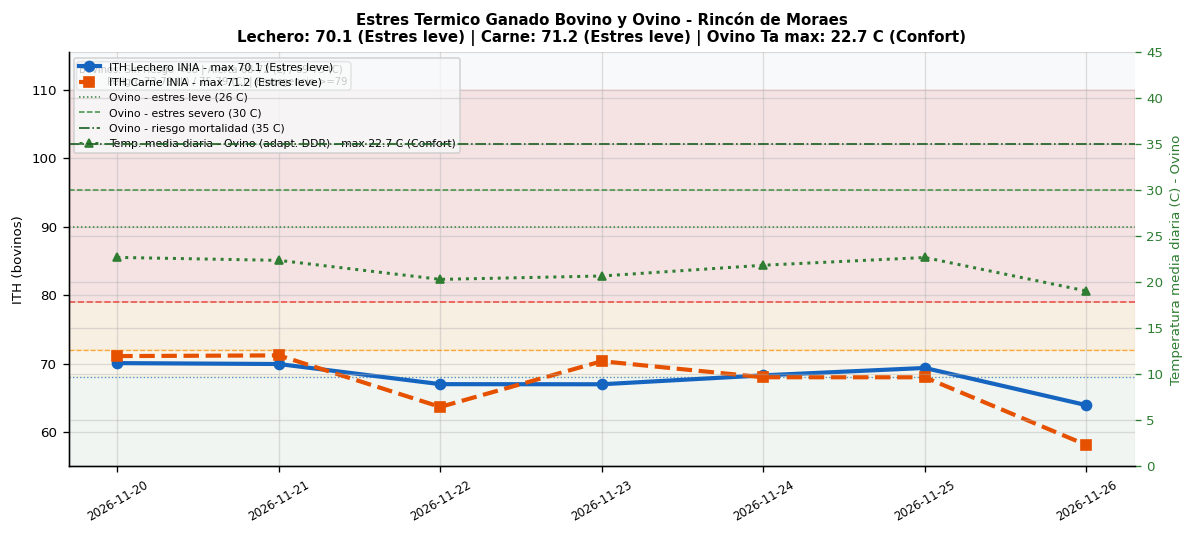 Estres Termico Ganado Bovino y Ovino - Rincón de Moraes
Lechero: 70.1 (Estres leve) | Carne: 71.2 (Estres leve) | Ovino Ta max: 22.7 C (Confort)
ITH Lechero INIA - max 70.1 (Estres leve)
ITH Carne INIA - max 71.2 (Estres leve)
Ovino - estres leve (26 C)
Ovino - estres severo (30 C)
Ovino - riesgo mortalidad (35 C)
Temp. media diaria - Ovino (adapt. DDR) - max 22.7 C (Confort)
ITH (bovinos)
110
100
90
80
70
60
45
40
35
30
25
20
15
10
5
0
Temperatura media diaria (C) - Ovino
2026-11-20
2026-11-21
2026-11-22
2026-11-23
2026-11-24
2026-11-25
2026-11-26